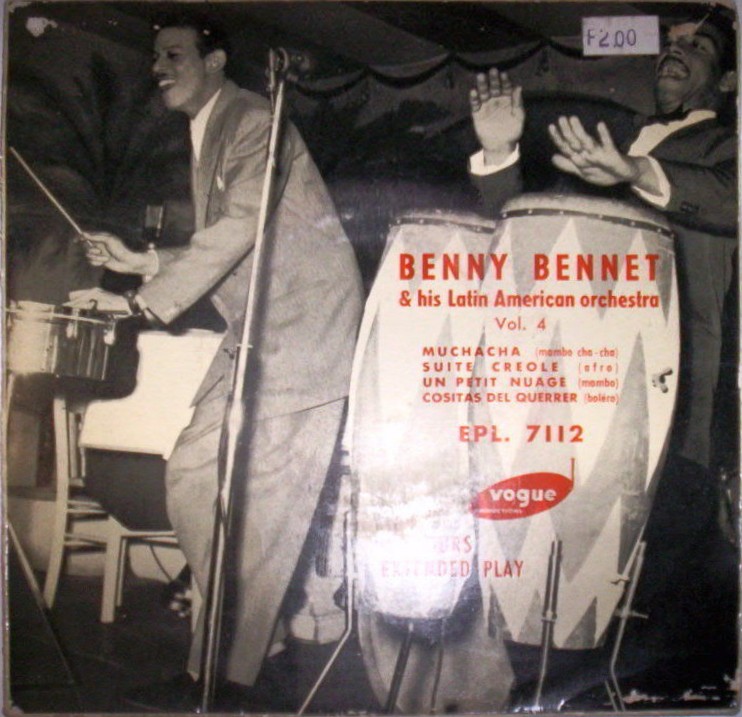 F2.00
BENNY BENNET
& his Latin American orchestra
Vol. 4
MUCHACHA (mambo cha-cha)
SUITE CREOLE (afro)
UN PETIT NUAGE (mambo)
COSITAS DEL QUERRER (boléro)
EPL. 7112
vogue
PRODUCTIONS
EXTENDED PLAY